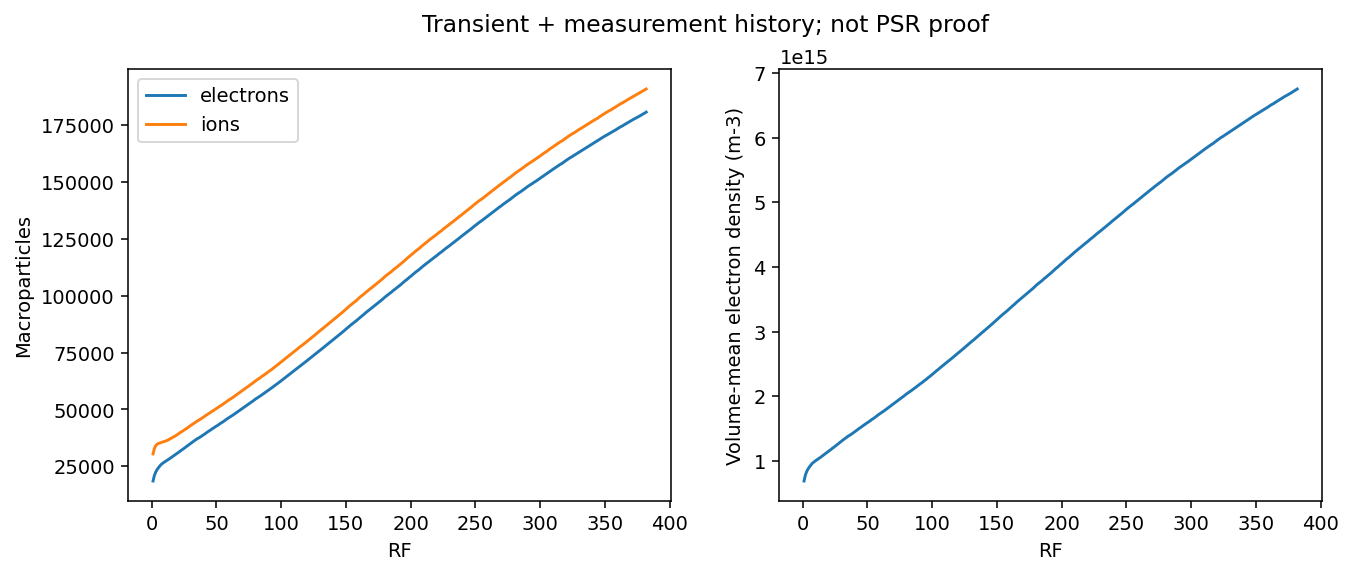 Transient + measurement history; not PSR proof
electrons
ions
Macroparticles
175000
150000
125000
100000
75000
50000
25000
0 50 100 150 200 250 300 350 400
RF
1e15
Volume-mean electron density (m-3)
7
6
5
4
3
2
1
0 50 100 150 200 250 300 350 400
RF